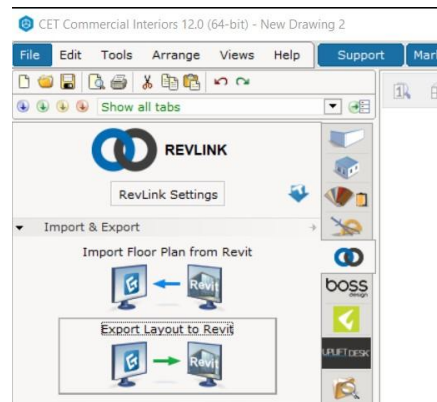 CET Commercial Interiors 12.0 (64-bit) - New Drawing 2
File Edit Tools Arrange Views Help Support
Show all tabs
REVLINK
RevLink Settings
Import & Export
Import Floor Plan from Revit
Revit
Export Layout to Revit
Revit
boss
design
UPLIFT DESK